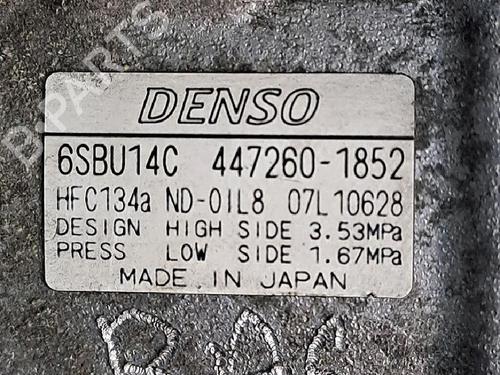 DENSO
6SBU14C 447260-1852
HFC134a ND-OIL8 07L10628
DESIGN HIGH SIDE 3.53MPa
PRESS LOW SIDE 1.67MPa
MADE IN JAPAN
B-PARTS